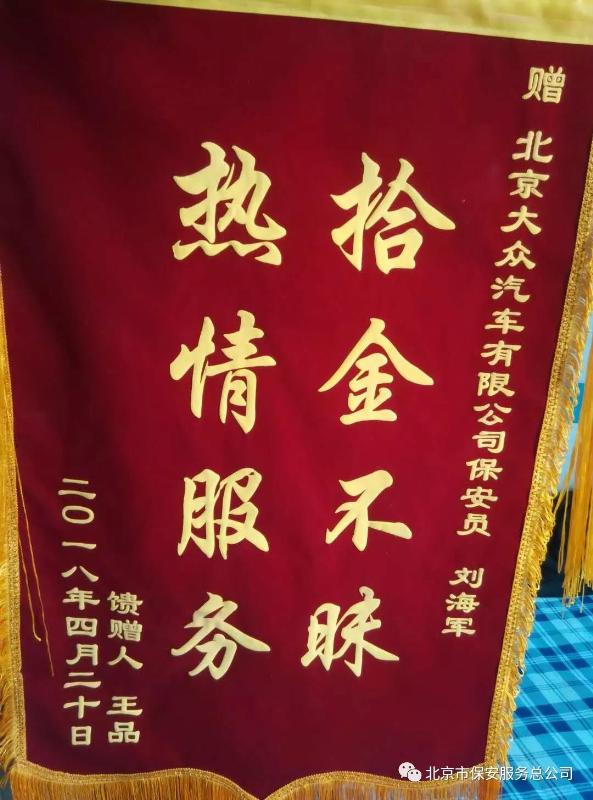 赠 北京大众汽车有限公司保安员 刘海军
拾金不昧
热情服务
馈赠人 王品
二〇一八年四月二十日
北京市保安服务总公司